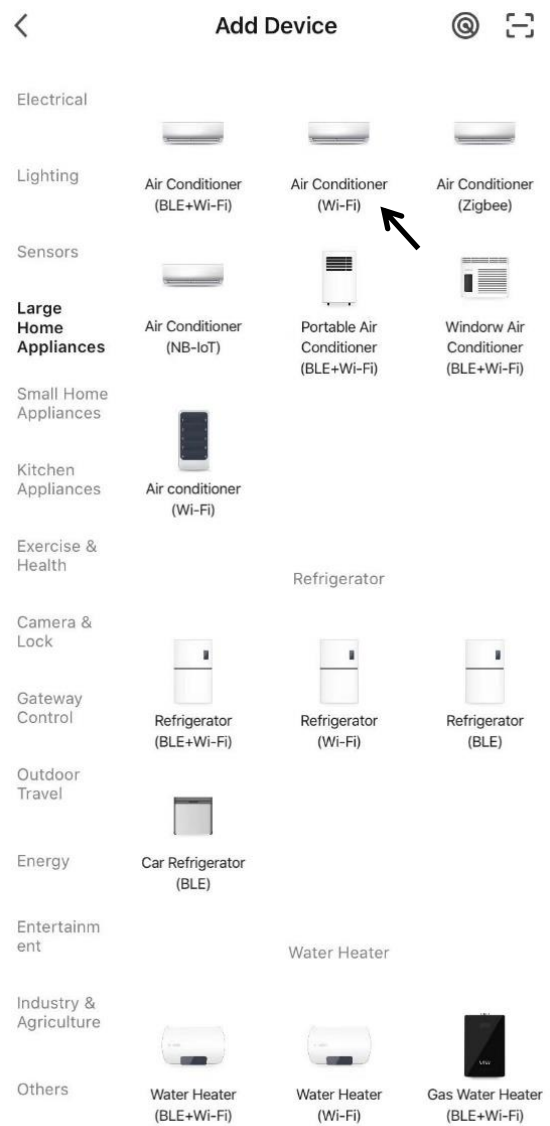 Add Device
Electrical
Lighting
Sensors
Large
Home
Appliances
Small Home
Appliances
Kitchen
Appliances
Exercise &
Health
Camera &
Lock
Gateway
Control
Outdoor
Travel
Energy
Entertainm
ent
Industry &
Agriculture
Others
Air Conditioner
(BLE+Wi-Fi)
Air Conditioner
(Wi-Fi)
Air Conditioner
(Zigbee)
Air Conditioner
(NB-IoT)
Portable Air
Conditioner
(BLE+Wi-Fi)
Windorw Air
Conditioner
(BLE+Wi-Fi)
Air conditioner
(Wi-Fi)
Refrigerator
Refrigerator
(BLE+Wi-Fi)
Refrigerator
(Wi-Fi)
Refrigerator
(BLE)
Car Refrigerator
(BLE)
Water Heater
Water Heater
(BLE+Wi-Fi)
Water Heater
(Wi-Fi)
Gas Water Heater
(BLE+Wi-Fi)